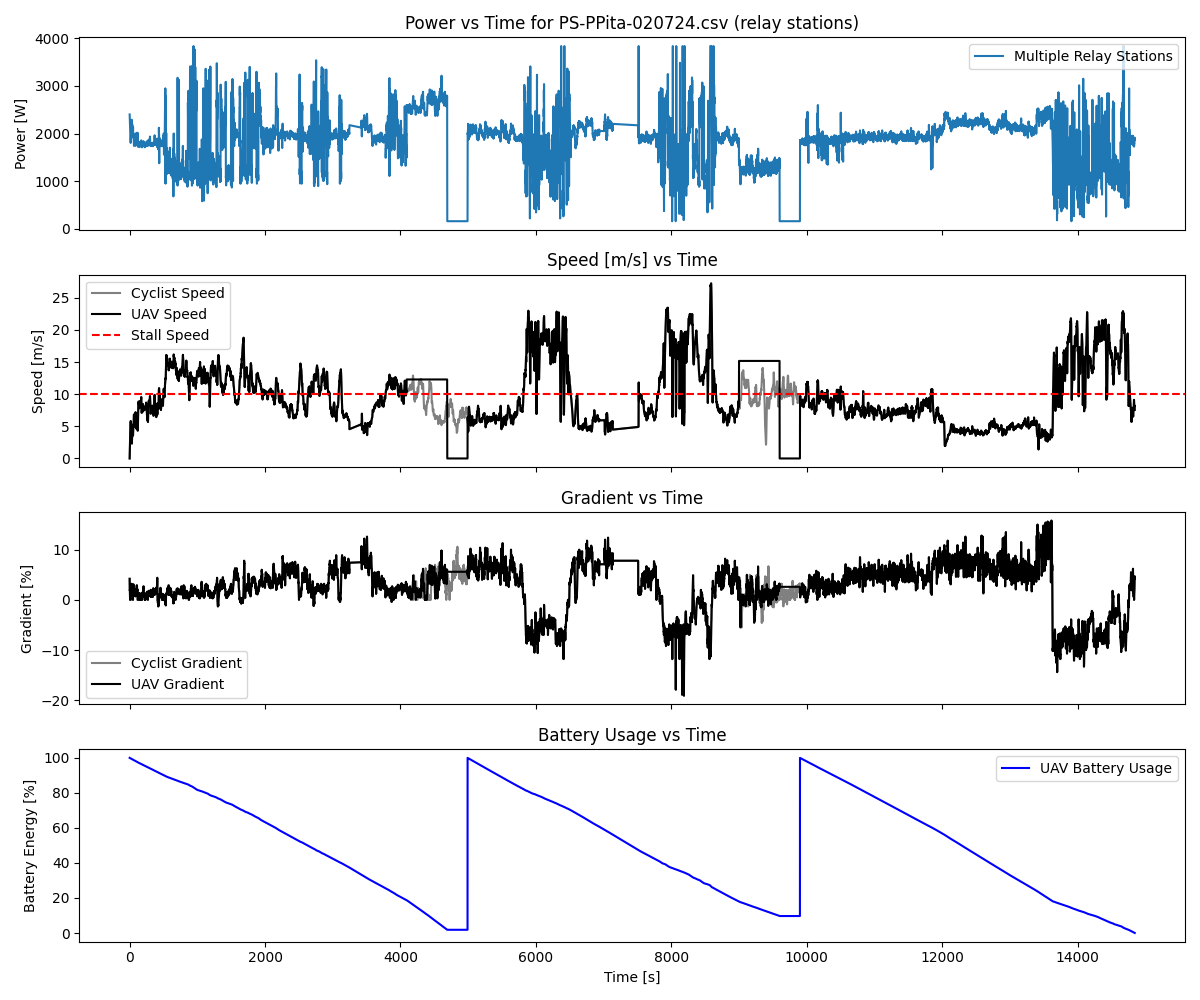 Power vs Time for PS-PPita-020724.csv (relay stations)
4000
3000
2000
1000
0
Power [W]
Multiple Relay Stations
Speed [m/s] vs Time
25
20
15
10
5
0
Speed [m/s]
Cyclist Speed
UAV Speed
Stall Speed
Gradient vs Time
10
0
−10
−20
Gradient [%]
Cyclist Gradient
UAV Gradient
Battery Usage vs Time
100
80
60
40
20
0
Battery Energy [%]
UAV Battery Usage
0 2000 4000 6000 8000 10000 12000 14000
Time [s]